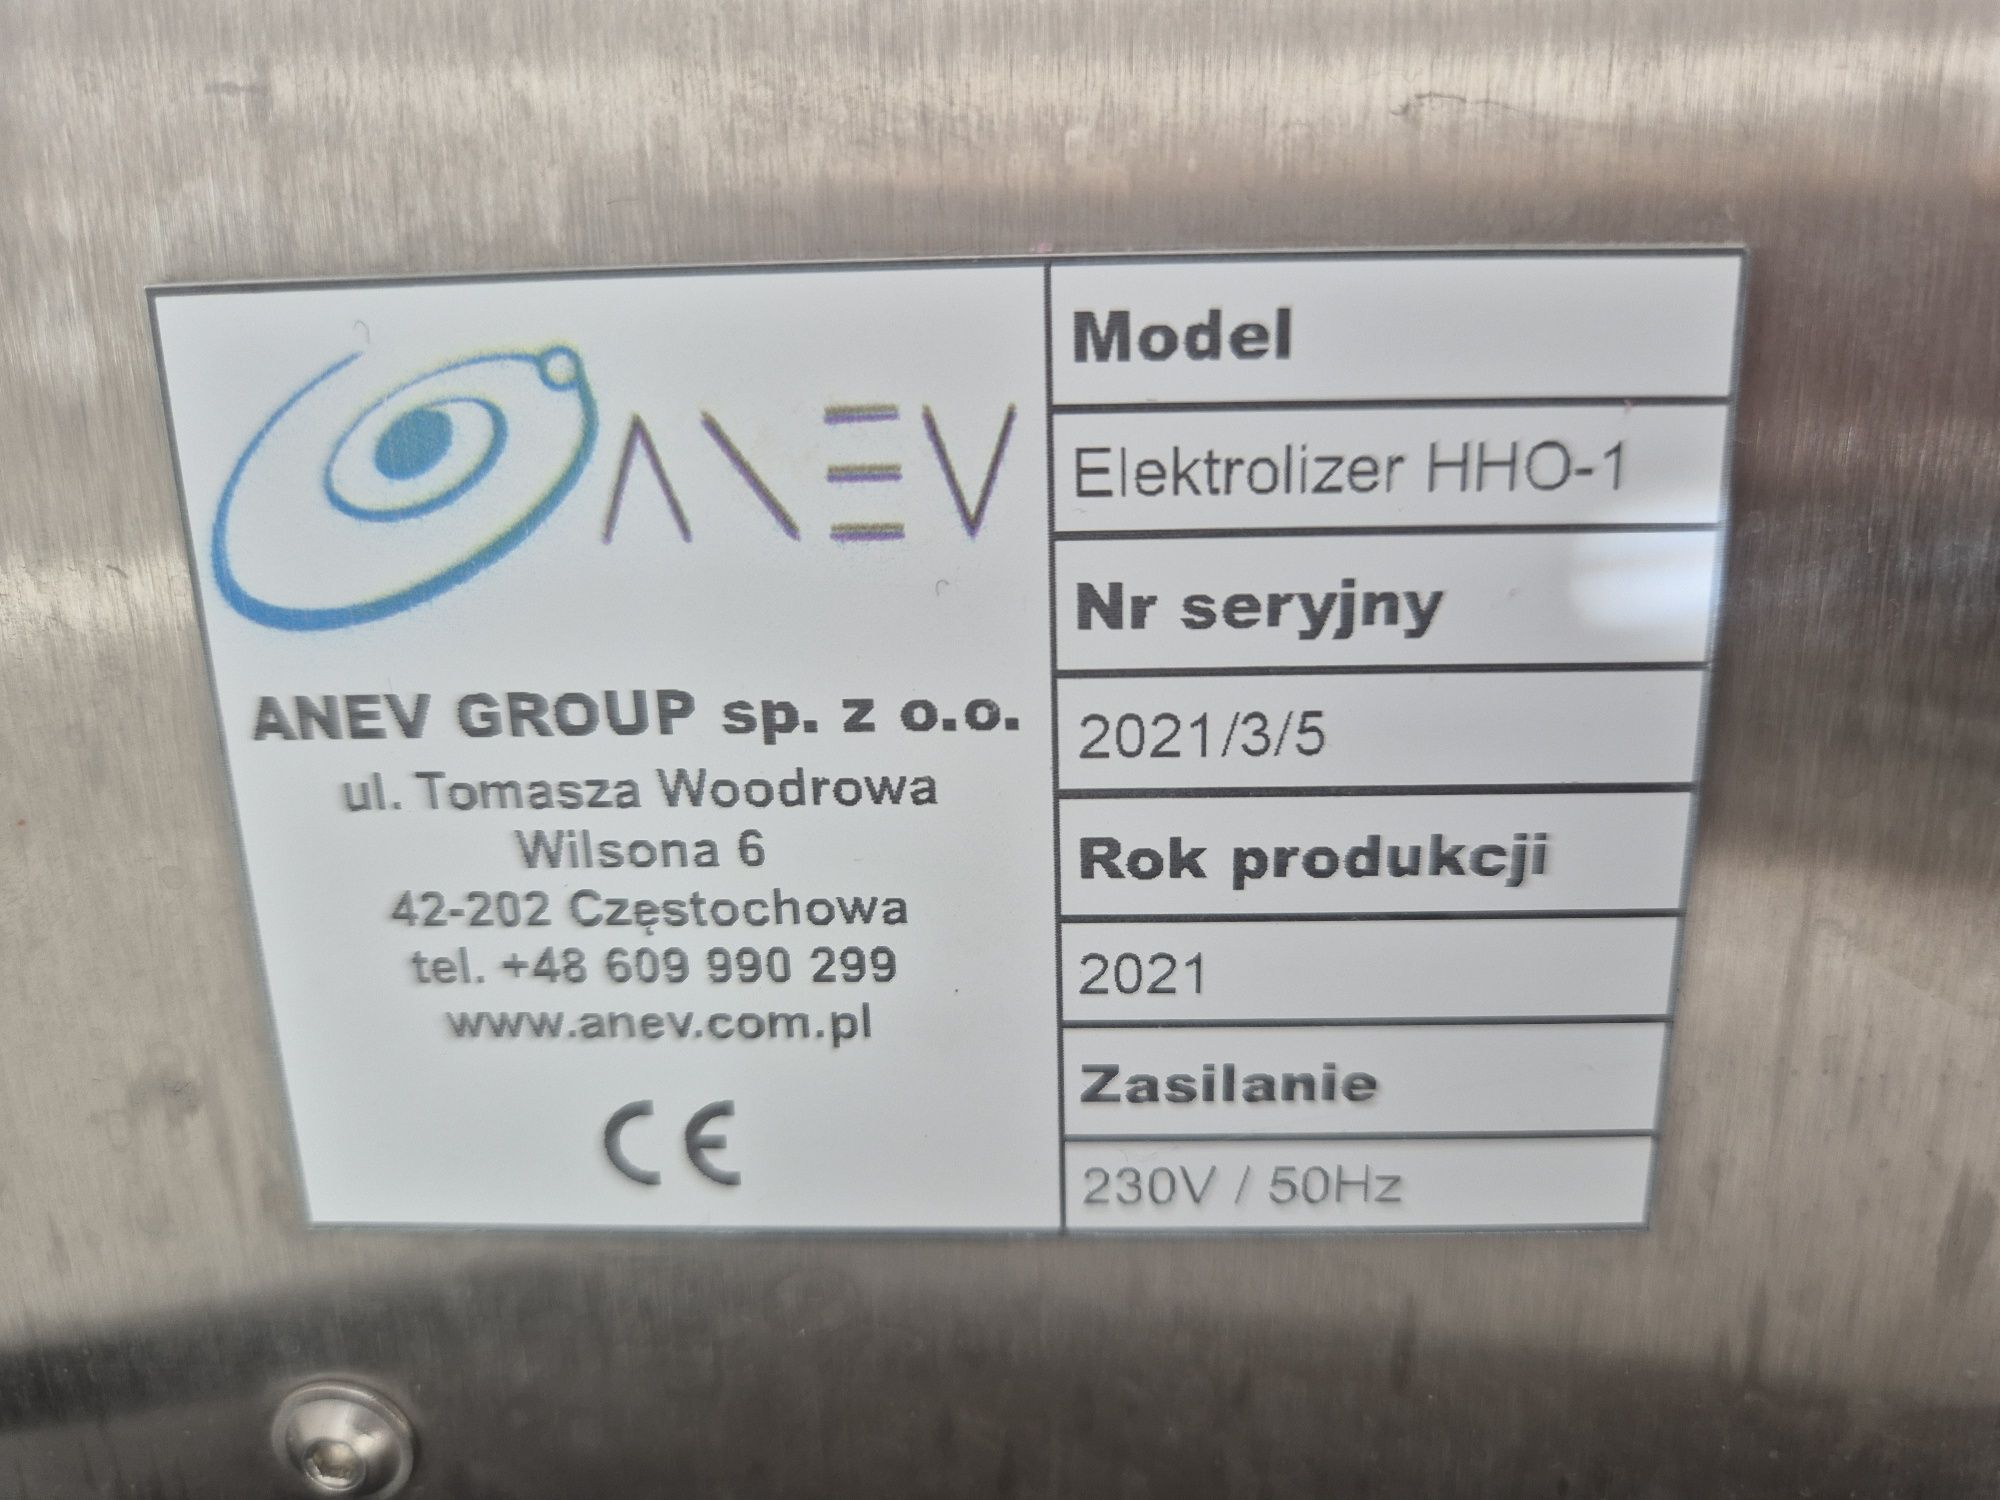 ANEV
ANEV GROUP sp. z o.o.
ul. Tomasza Woodrowa
Wilsona 6
42-202 Częstochowa
tel. +48 609 990 299
www.anev.com.pl
CE
Model
Elektrolizer HHO-1
Nr seryjny
2021/3/5
Rok produkcji
2021
Zasilanie
230V / 50Hz